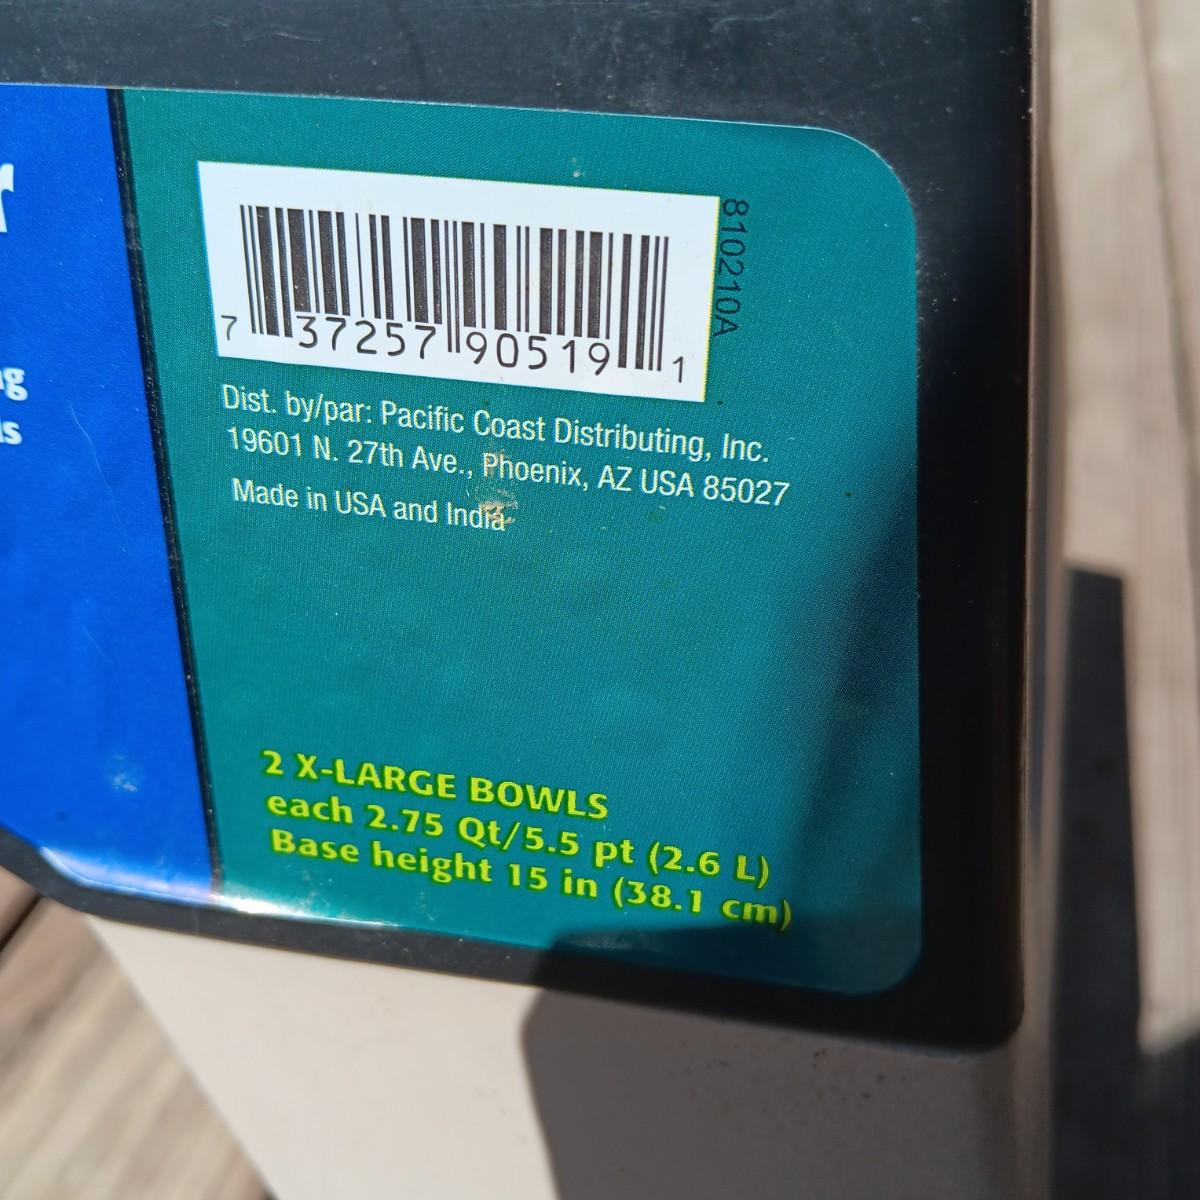 r
g
ls
7 37257 90519 1
810210A
Dist. by/par: Pacific Coast Distributing, Inc.
19601 N. 27th Ave., Phoenix, AZ USA 85027
Made in USA and India
2 X-LARGE BOWLS
each 2.75 Qt/5.5 pt (2.6 L)
Base height 15 in (38.1 cm)